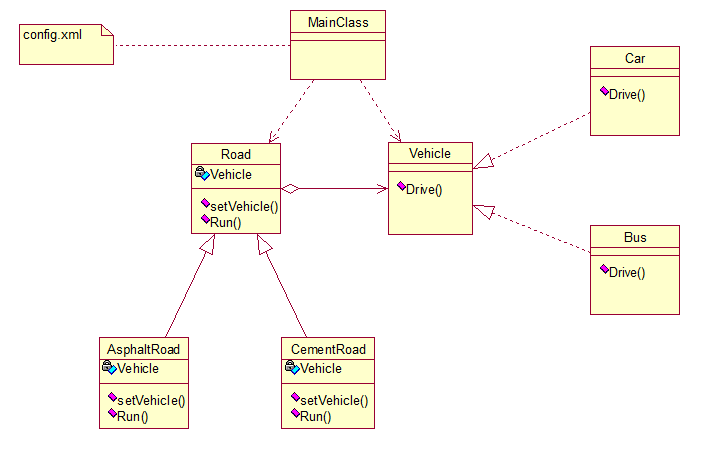 MainClass
config.xml
Car
Drive()
Road
Vehicle
setVehicle()
Run()
Vehicle
Drive()
Bus
Drive()
AsphaltRoad
Vehicle
setVehicle()
Run()
CementRoad
Vehicle
setVehicle()
Run()